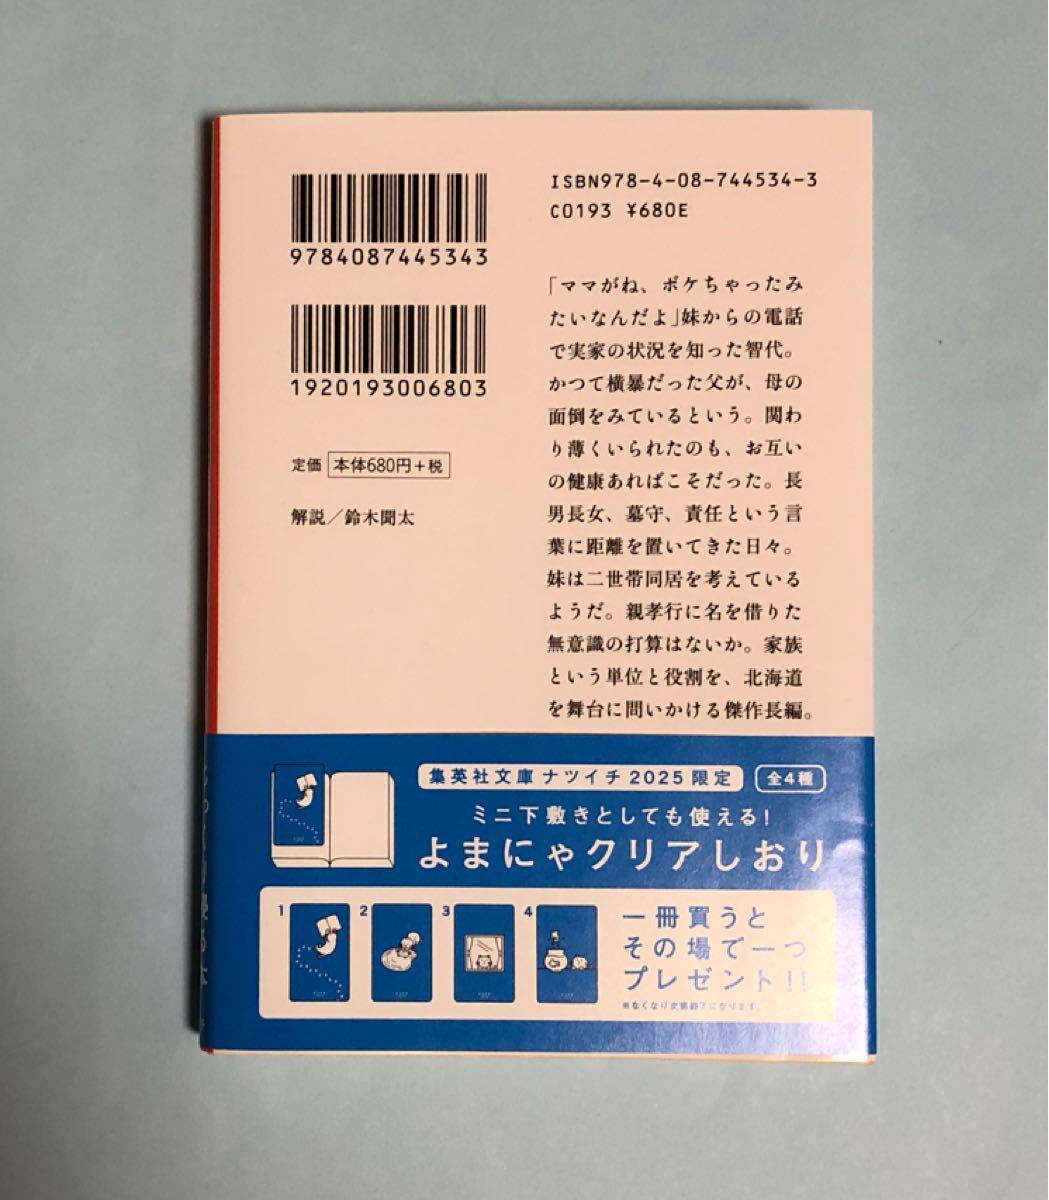 ISBN978-4-08-744534-3
C0193 ¥680E
9784087445343
1920193006803
定価 本体680円+税
解説／鈴木聞太
「ママがね、ボケちゃったみ
たいなんだよ」妹からの電話
で実家の状況を知った智代。
かつて横暴だった父が、母の
面倒をみているという。関わ
り薄くいられたのも、お互い
の健康あればこそだった。長
男長女、墓守、責任という言
葉に距離を置いてきた日々。
妹は二世帯同居を考えている
ようだ。親孝行に名を借りた
無意識の打算はないか。家族
という単位と役割を、北海道
を舞台に問いかける傑作長編。
集英社文庫 ナツイチ2025限定 全4種
ミニ下敷きとしても使える!
よまにゃクリアしおり
1 2 3 4
一冊買うと
その場で一つ
プレゼント!!
※なくなり次第終了になります。